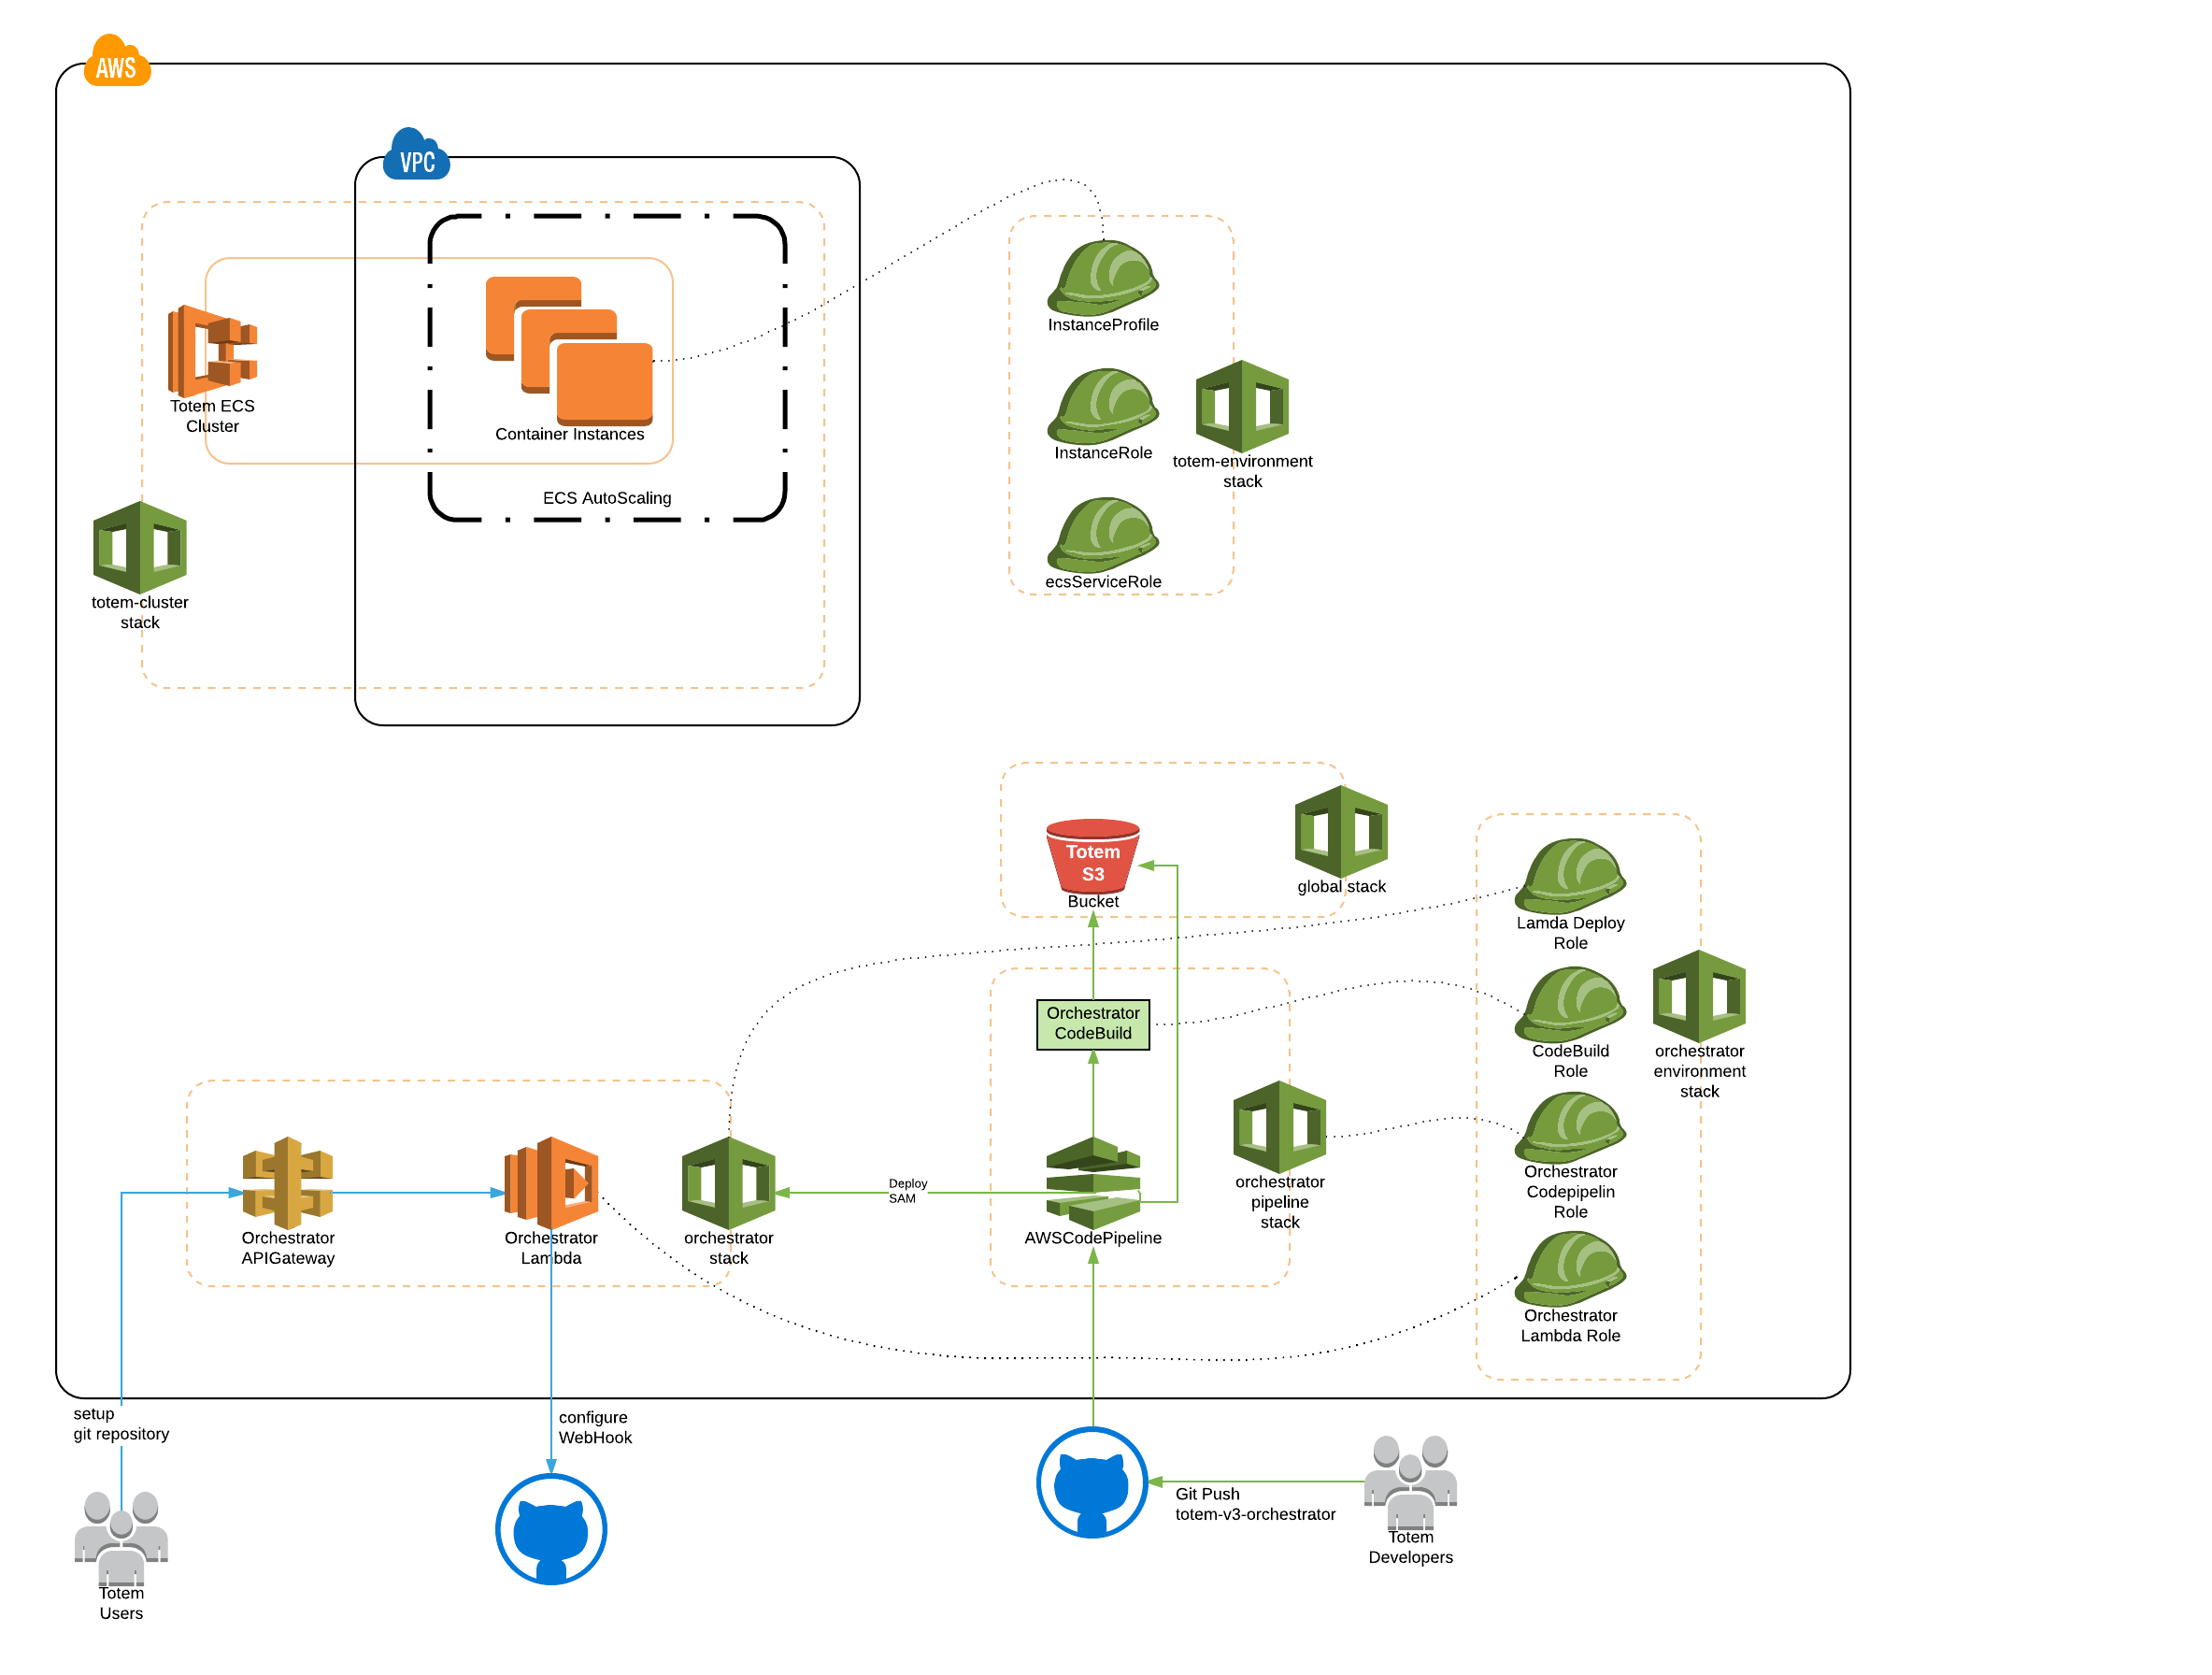 AWS
VPC
InstanceProfile
Totem ECS
Cluster
Container Instances
InstanceRole
totem-environment
stack
ECS AutoScaling
ecsServiceRole
totem-cluster
stack
Totem
S3
Bucket
global stack
Lamda Deploy
Role
Orchestrator
CodeBuild
CodeBuild
Role
orchestrator
environment
stack
Orchestrator
Codepipelin
Role
orchestrator
pipeline
stack
Deploy
SAM
Orchestrator
APIGateway
Orchestrator
Lambda
orchestrator
stack
AWSCodePipeline
Orchestrator
Lambda Role
setup
git repository
configure
WebHook
Git Push
totem-v3-orchestrator
Totem
Developers
Totem
Users